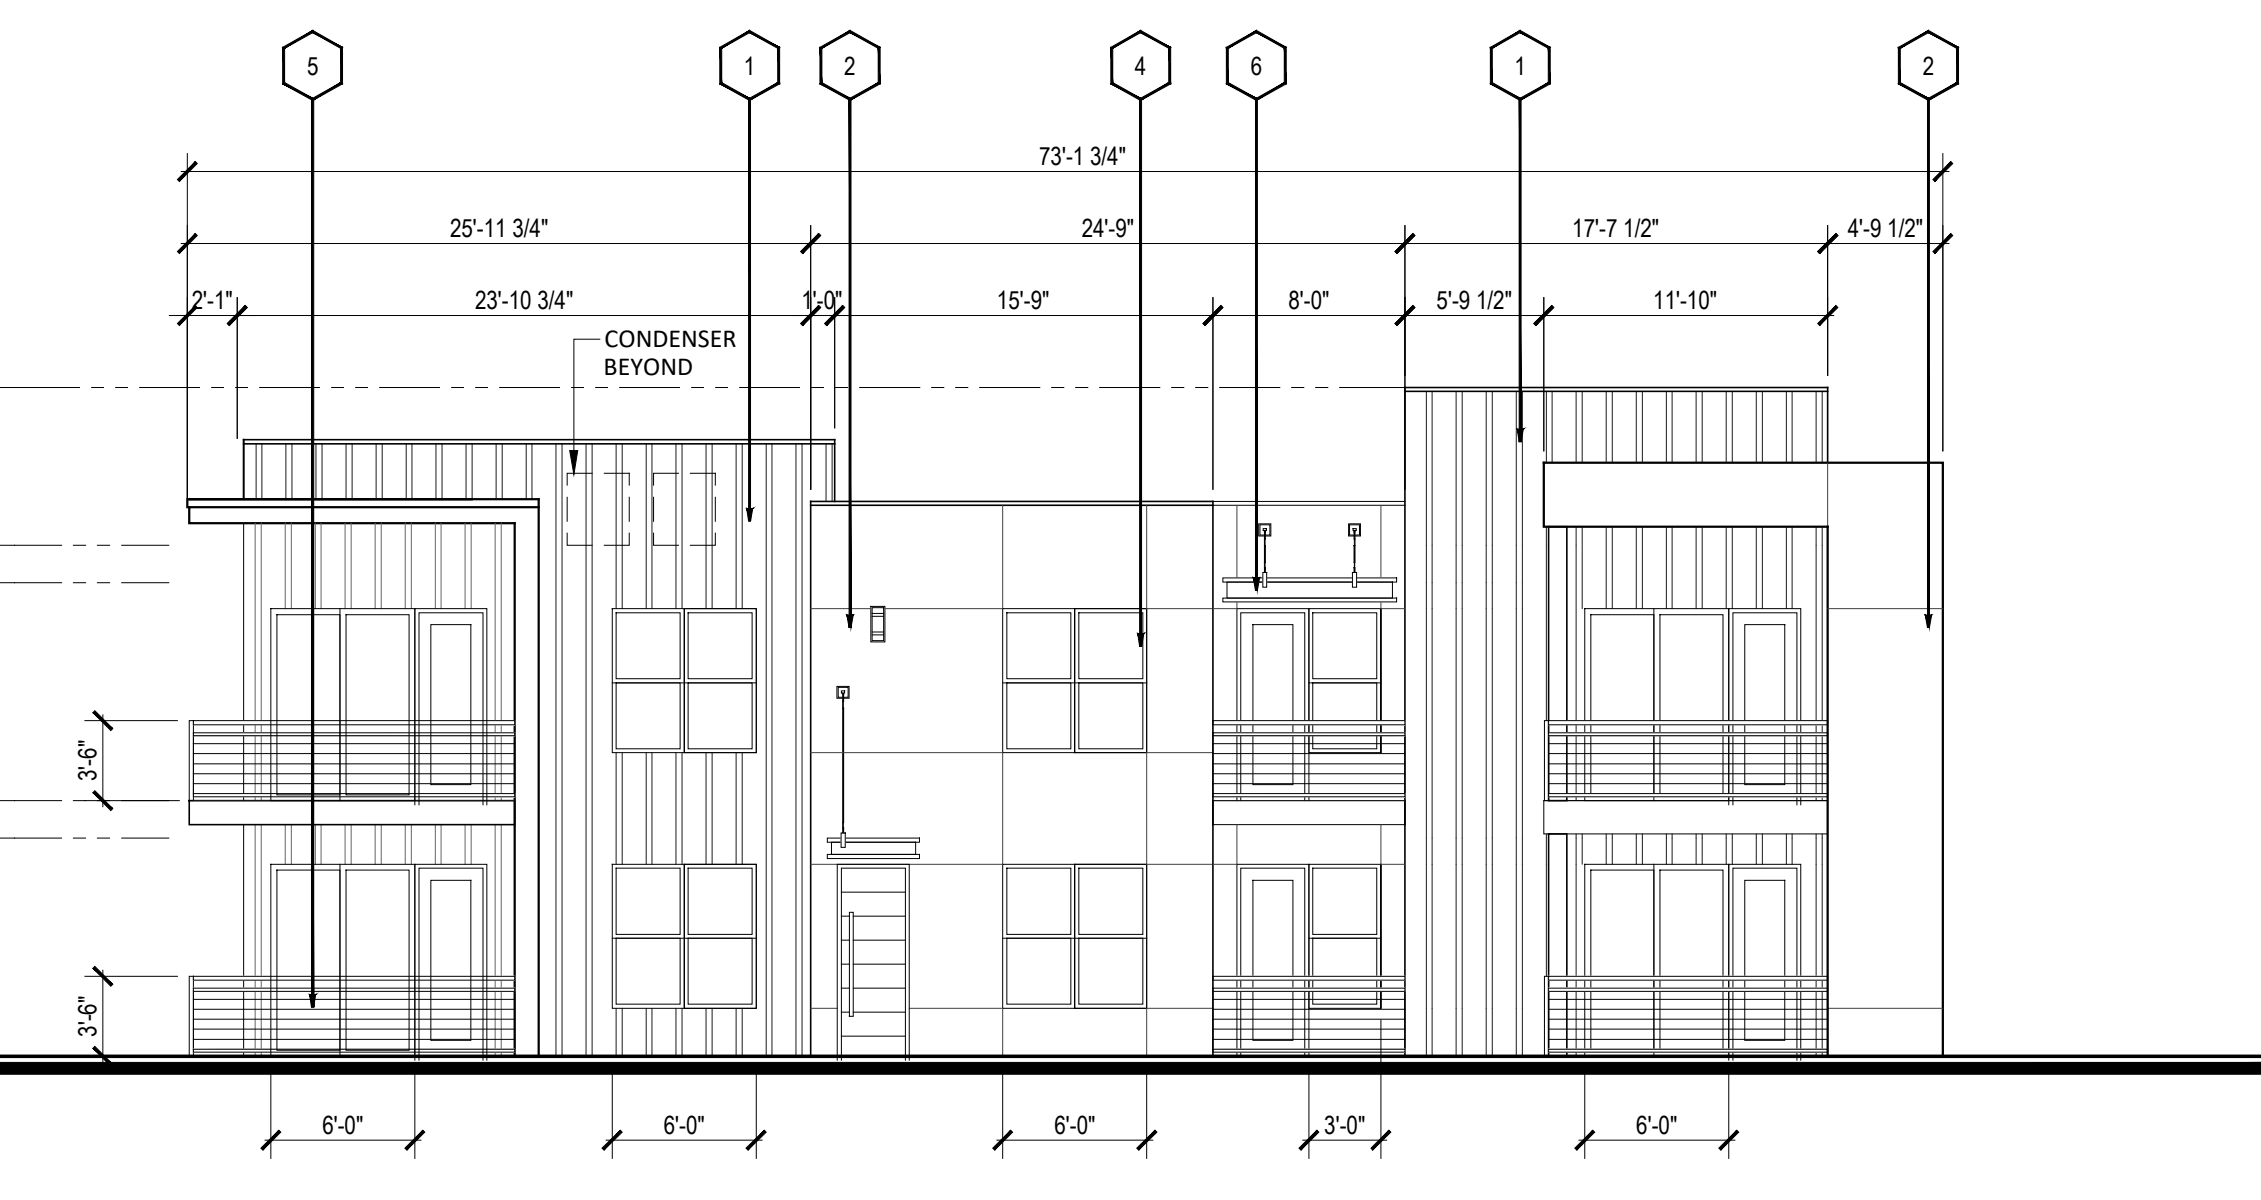 5 1 2 4 6 1 2
73'-1 3/4"
25'-11 3/4" 24'-9" 17'-7 1/2" 4'-9 1/2"
2'-1" 23'-10 3/4" 1'-0" 15'-9" 8'-0" 5'-9 1/2" 11'-10"
CONDENSER
BEYOND
3'-6"
3'-6"
6'-0" 6'-0" 6'-0" 3'-0" 6'-0"